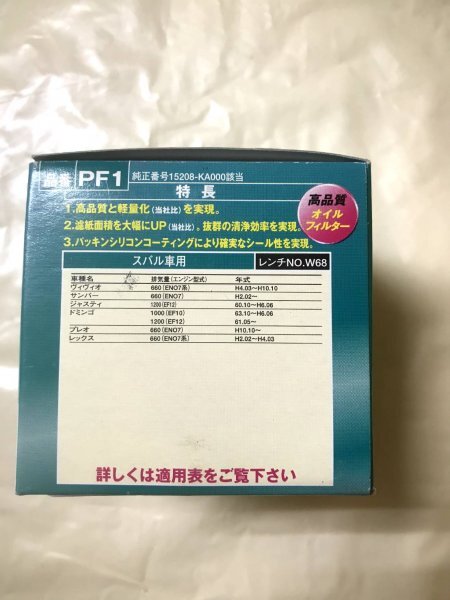 品番 PF1 純正番号15208-KA000該当
特長
高品質
オイル
フィルター
1.高品質と軽量化(当社比)を実現。
2.濾紙面積を大幅にUP(当社比)。抜群の清浄効率を実現。
3.パッキンシリコンコーティングにより確実なシール性を実現。
スバル車用 レンチNO.W68
車種名 排気量(エンジン型式) 年式
ヴィヴィオ 660(ENO7系) H4.03〜H10.10
サンバー 660(ENO7) H2.02〜
ジャスティ 1200(EF12) 60.10〜H6.06
ドミンゴ 1000(EF10) 63.10〜H6.06
1200(EF12) 61.05〜
プレオ 660(ENO7) H10.10〜
レックス 660(ENO7系) H2.02〜H4.03
詳しくは適用表をご覧下さい